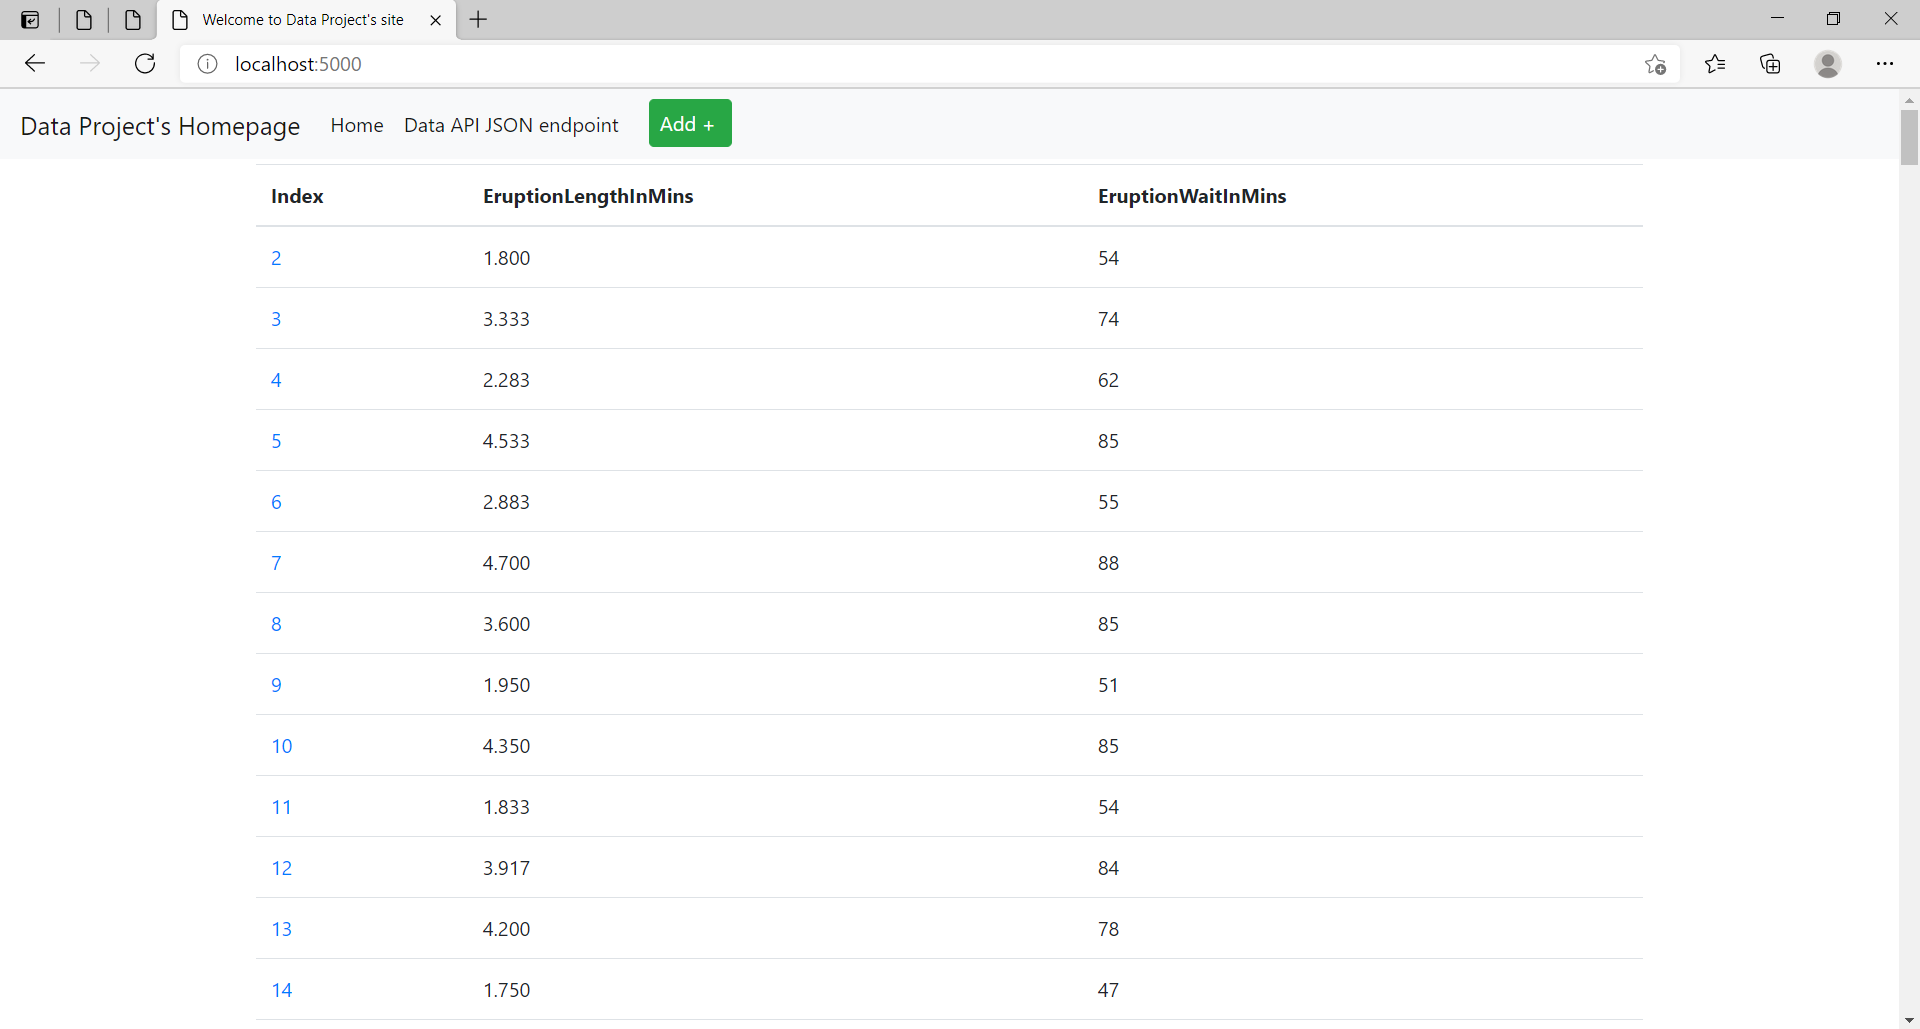 Welcome to Data Project's site
localhost:5000
Data Project's Homepage Home Data API JSON endpoint Add +
Index EruptionLengthInMins EruptionWaitInMins
2 1.800 54
3 3.333 74
4 2.283 62
5 4.533 85
6 2.883 55
7 4.700 88
8 3.600 85
9 1.950 51
10 4.350 85
11 1.833 54
12 3.917 84
13 4.200 78
14 1.750 47